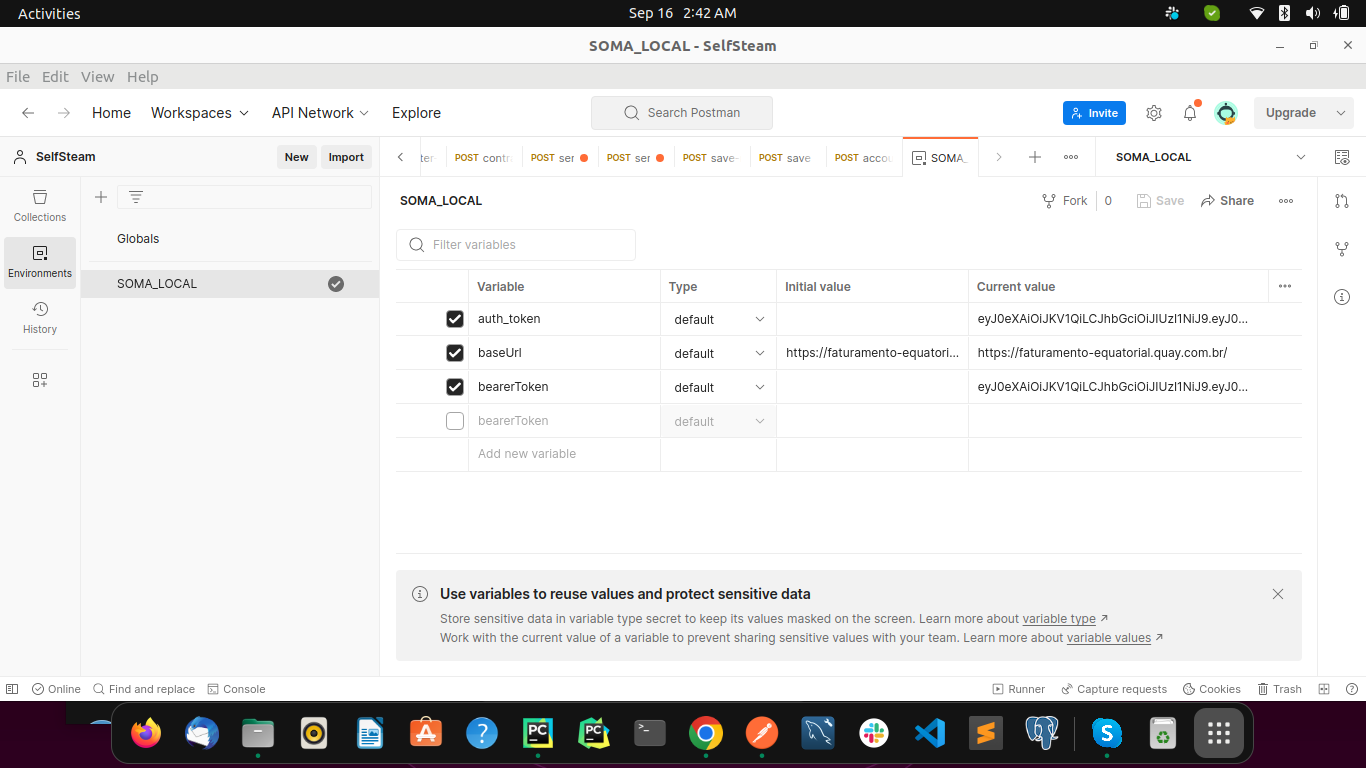 Activities
Sep 16 2:42 AM
SOMA_LOCAL - SelfSteam
File Edit View Help
Home Workspaces API Network Explore
Search Postman
Invite
Upgrade
SelfSteam
New Import
POST contr
POST ser
POST ser
POST save-
POST save
POST accou
SOMA_
SOMA_LOCAL
Collections
Environments
History
Globals
SOMA_LOCAL
SOMA_LOCAL
Fork 0 Save Share
Filter variables
Variable Type Initial value Current value
auth_token default eyJ0eXAiOiJKV1QiLCJhbGciOiJIUzI1NiJ9.eyJ0...
baseUrl default https://faturamento-equatori... https://faturamento-equatorial.quay.com.br/
bearerToken default eyJ0eXAiOiJKV1QiLCJhbGciOiJIUzI1NiJ9.eyJ0...
bearerToken default
Add new variable
Use variables to reuse values and protect sensitive data
Store sensitive data in variable type secret to keep its values masked on the screen. Learn more about variable type ↗
Work with the current value of a variable to prevent sharing sensitive values with your team. Learn more about variable values ↗
Online Find and replace Console
Runner Capture requests Cookies Trash
PC PC